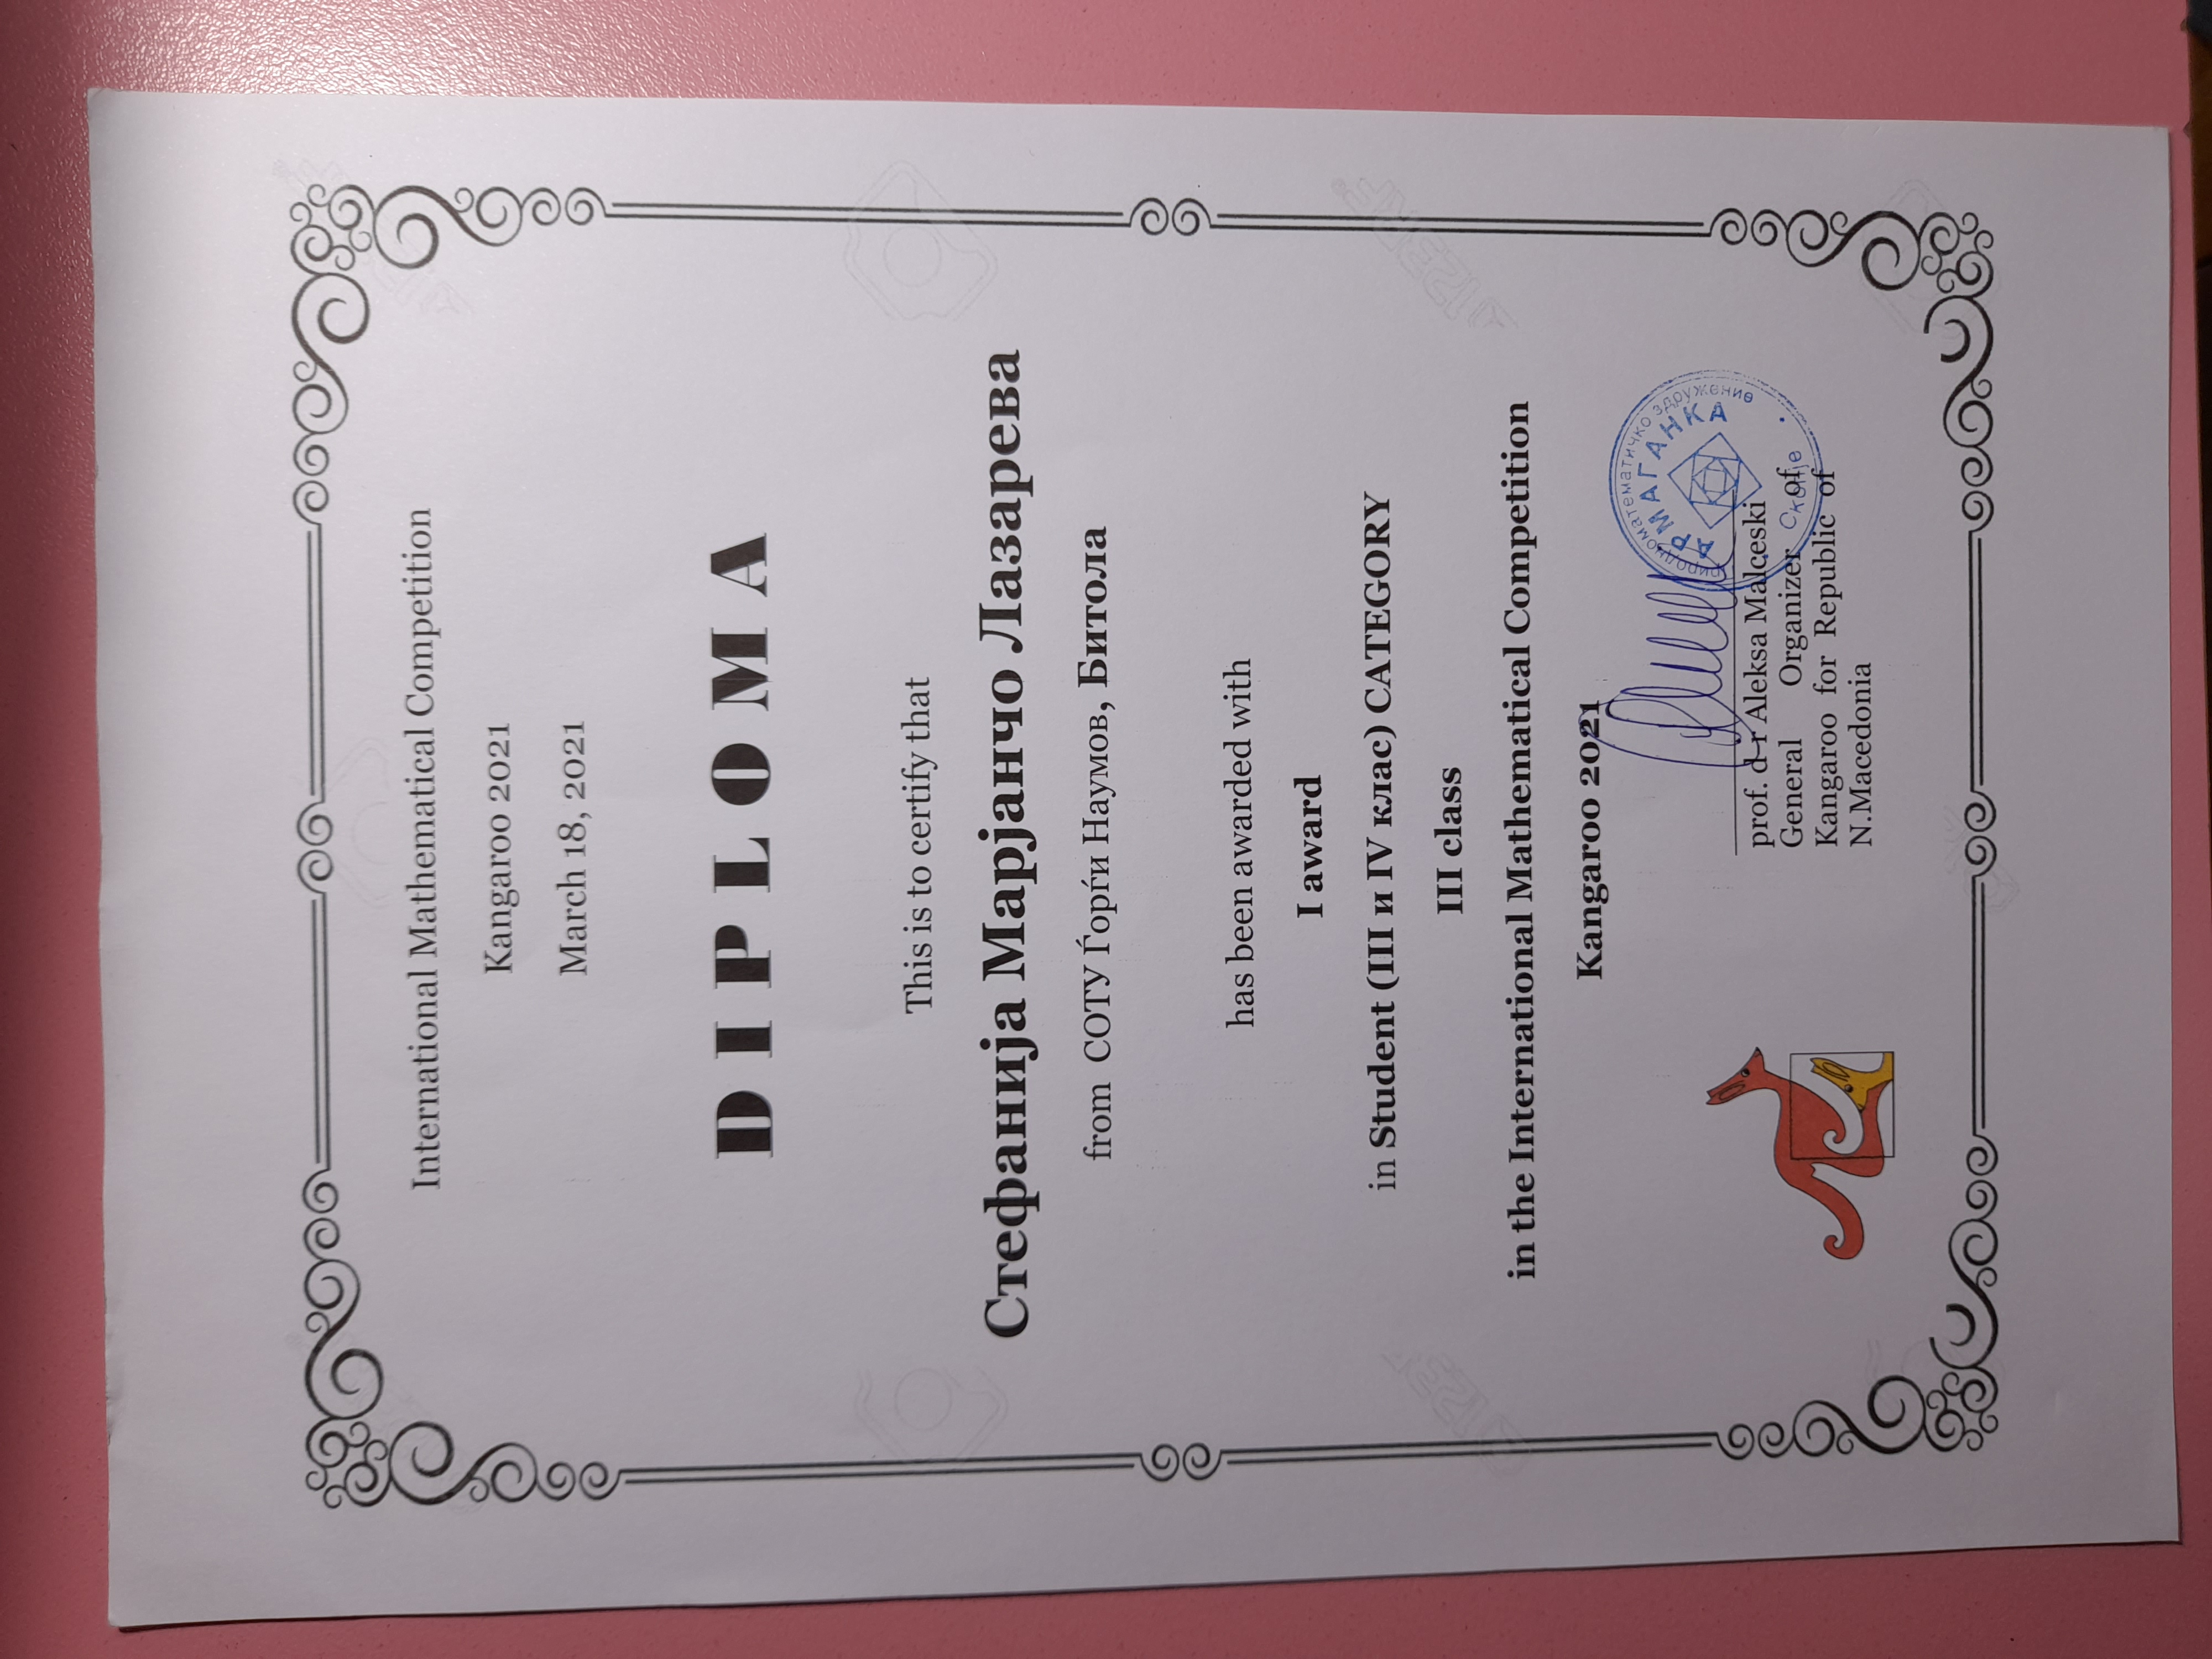 International Mathematical Competition
Kangaroo 2021
March 18, 2021
DIPLOMA
This is to certify that
Стефанија Марјанчо Лазарева
from СОТУ Ѓорѓи Наумов, Битола
has been awarded with
I award
in Student (III и IV клас) CATEGORY
III class
in the International Mathematical Competition
Kangaroo 2021
природноматематичко здружение
АРМАГАНКА
Скопје
prof. d-r Aleksa Malceski
General Organizer of
Kangaroo for Republic of
N.Macedonia
123RF
123RF